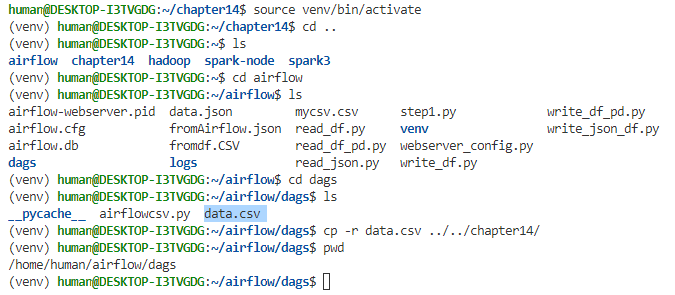 human@DESKTOP-I3TVGDG:~/chapter14$ source venv/bin/activate
(venv) human@DESKTOP-I3TVGDG:~/chapter14$ cd ..
(venv) human@DESKTOP-I3TVGDG:~$ ls
airflow  chapter14  hadoop  spark-node  spark3
(venv) human@DESKTOP-I3TVGDG:~$ cd airflow
(venv) human@DESKTOP-I3TVGDG:~/airflow$ ls
airflow-webserver.pid  data.json         mycsv.csv      step1.py             write_df_pd.py
airflow.cfg            fromAirflow.json  read_df.py     venv                 write_json_df.py
airflow.db             fromdf.CSV        read_df_pd.py  webserver_config.py
dags                   logs              read_json.py   write_df.py
(venv) human@DESKTOP-I3TVGDG:~/airflow$ cd dags
(venv) human@DESKTOP-I3TVGDG:~/airflow/dags$ ls
__pycache__  airflowcsv.py  data.csv
(venv) human@DESKTOP-I3TVGDG:~/airflow/dags$ cp -r data.csv ../../chapter14/
(venv) human@DESKTOP-I3TVGDG:~/airflow/dags$ pwd
/home/human/airflow/dags
(venv) human@DESKTOP-I3TVGDG:~/airflow/dags$